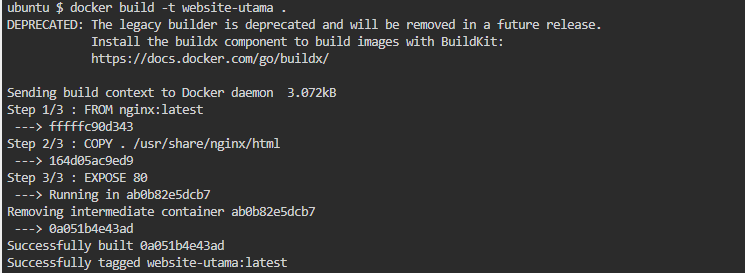 ubuntu $ docker build -t website-utama .
DEPRECATED: The legacy builder is deprecated and will be removed in a future release.
            Install the buildx component to build images with BuildKit:
            https://docs.docker.com/go/buildx/

Sending build context to Docker daemon  3.072kB
Step 1/3 : FROM nginx:latest
 ---> fffffc90d343
Step 2/3 : COPY . /usr/share/nginx/html
 ---> 164d05ac9ed9
Step 3/3 : EXPOSE 80
 ---> Running in ab0b82e5dcb7
Removing intermediate container ab0b82e5dcb7
 ---> 0a051b4e43ad
Successfully built 0a051b4e43ad
Successfully tagged website-utama:latest